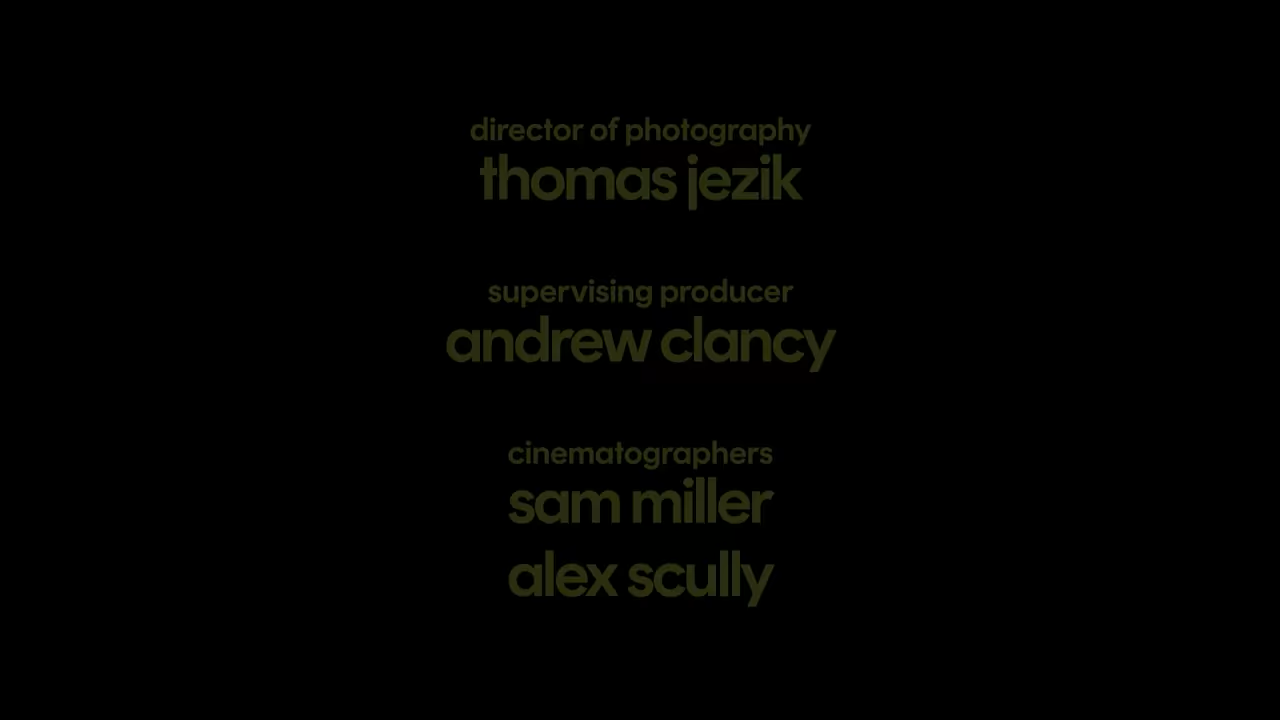 director of photography
thomas jezik
supervising producer
andrew clancy
cinematographers
sam miller
alex scully